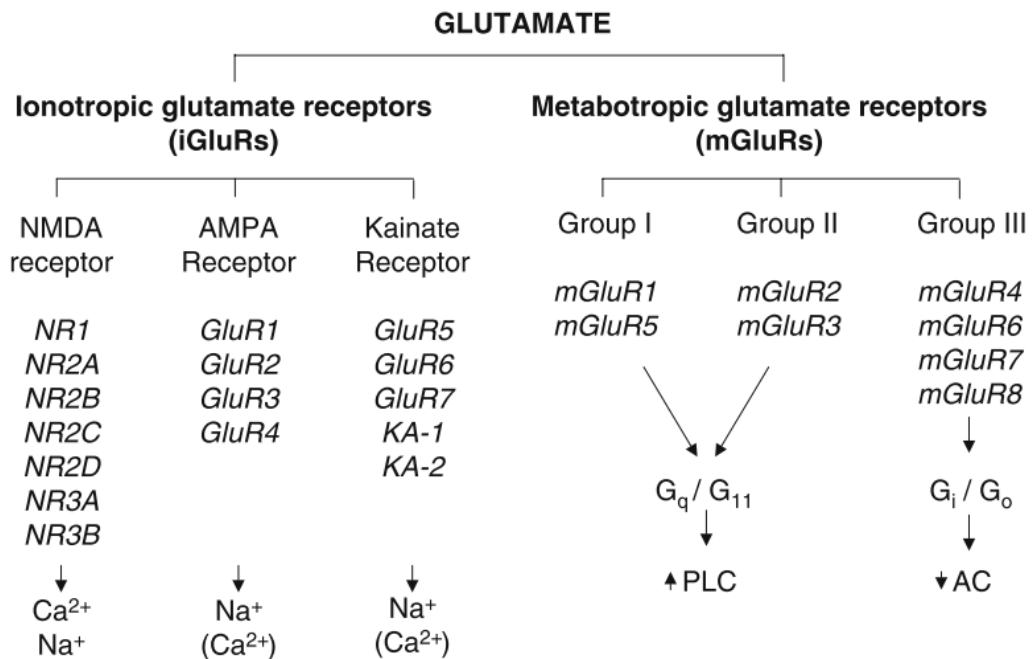 GLUTAMATE
Ionotropic glutamate receptors
(iGluRs)
Metabotropic glutamate receptors
(mGluRs)
NMDA
receptor
NR1
NR2A
NR2B
NR2C
NR2D
NR3A
NR3B
Ca²⁺
Na⁺
AMPA
Receptor
GluR1
GluR2
GluR3
GluR4
Na⁺
(Ca²⁺)
Kainate
Receptor
GluR5
GluR6
GluR7
KA-1
KA-2
Na⁺
(Ca²⁺)
Group I
mGluR1
mGluR5
Group II
mGluR2
mGluR3
Gq / G₁₁
PLC
Group III
mGluR4
mGluR6
mGluR7
mGluR8
Gᵢ / Gₒ
AC